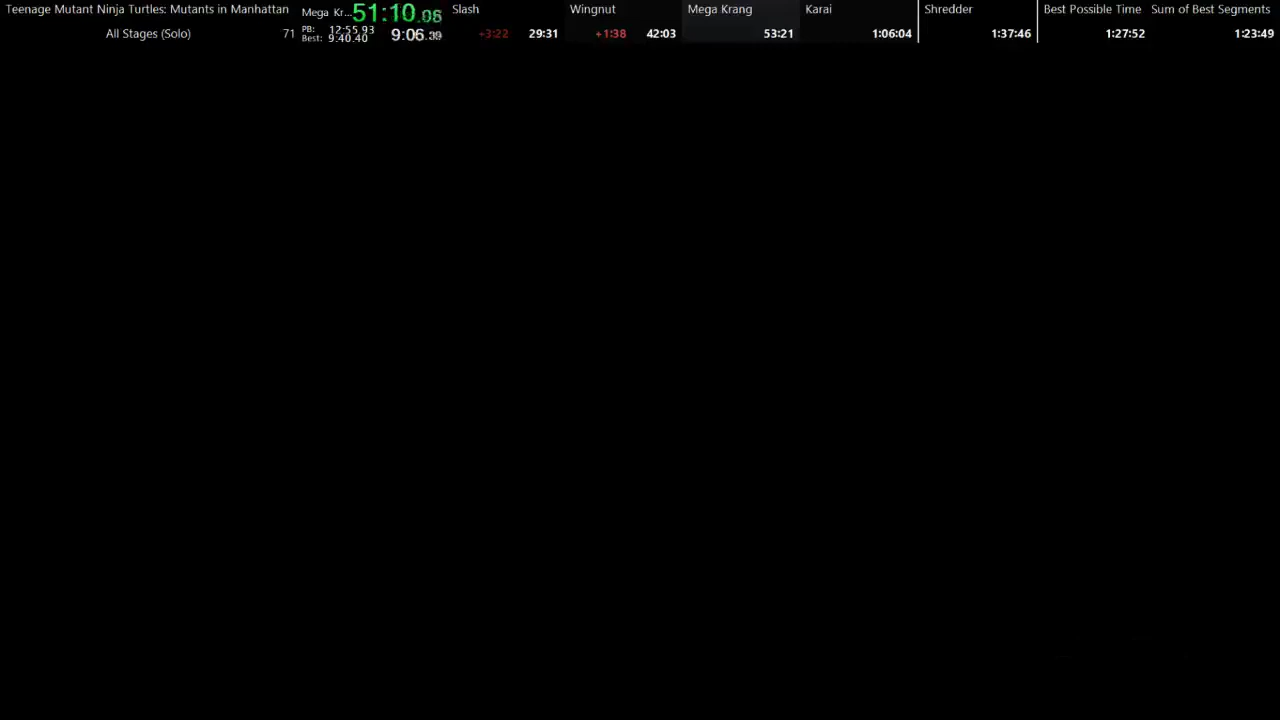 Teenage Mutant Ninja Turtles: Mutants in Manhattan
All Stages (Solo) 71
Mega Kr... 51:10.06
PB: 12:55.93
Best: 9:40.40
9:06.39
Slash
+3:22 29:31
Wingnut
+1:38 42:03
Mega Krang
53:21
Karai
1:06:04
Shredder
1:37:46
Best Possible Time
1:27:52
Sum of Best Segments
1:23:49